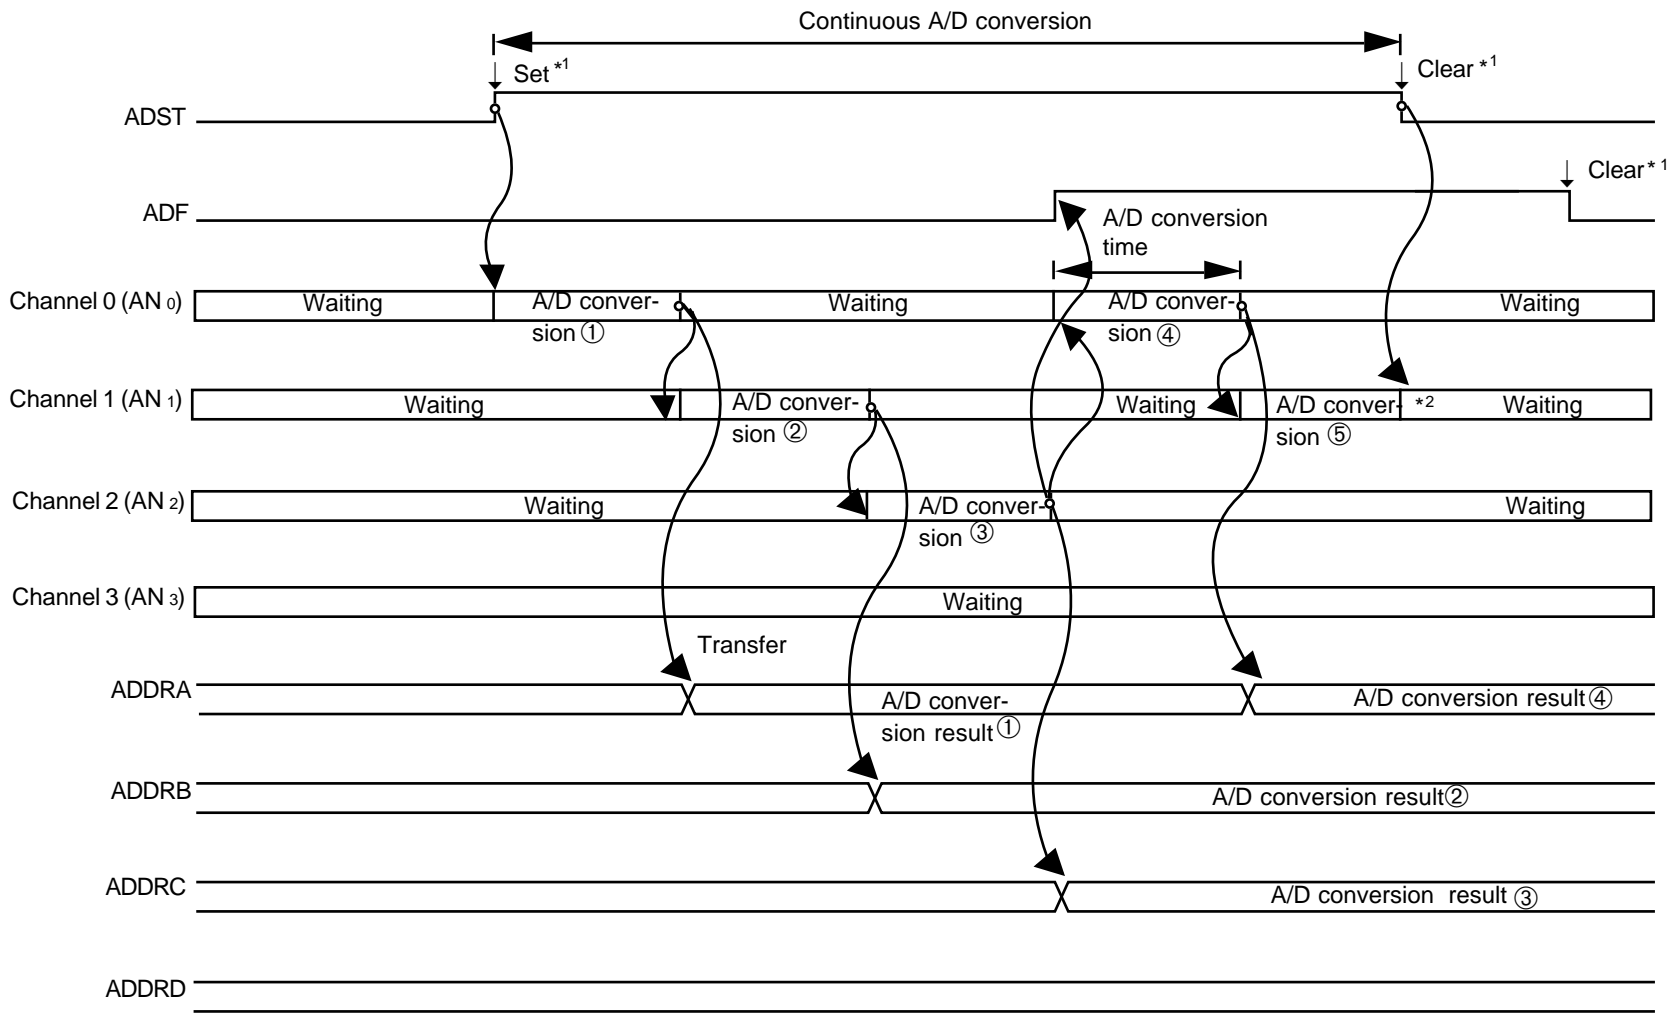 Continuous A/D conversion
Set *1
Clear *1
ADST
Clear *1
ADF
A/D conversion
time
Channel 0 (AN 0)
Waiting
A/D conver-
sion ①
Waiting
A/D conver-
sion ④
Waiting
Channel 1 (AN 1)
Waiting
A/D conver-
sion ②
Waiting
A/D conver-
sion ⑤
*2
Waiting
Channel 2 (AN 2)
Waiting
A/D conver-
sion ③
Waiting
Channel 3 (AN 3)
Waiting
Transfer
ADDRA
A/D conver-
sion result ①
A/D conversion result ④
ADDRB
A/D conversion result ②
ADDRC
A/D conversion result ③
ADDRD